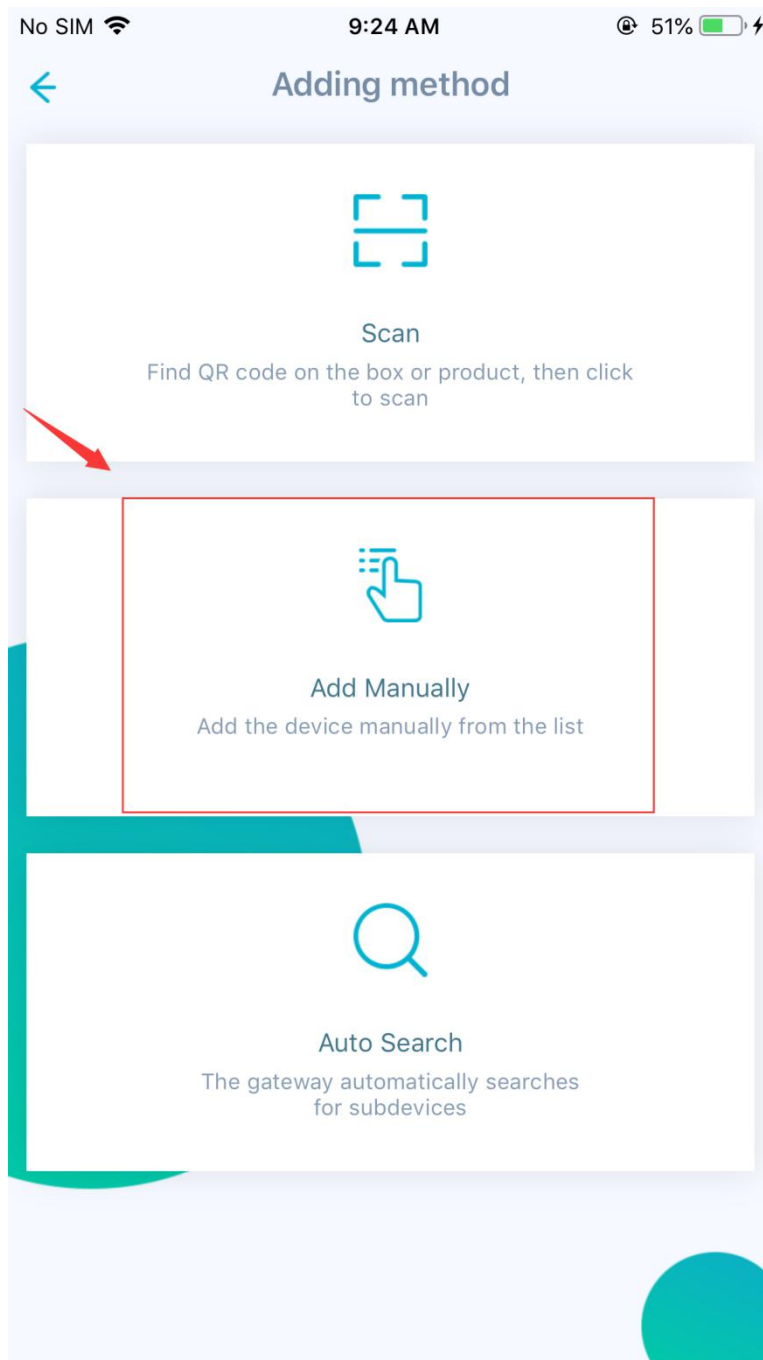 No SIM 9:24 AM 51%
Adding method
Scan
Find QR code on the box or product, then click
to scan
Add Manually
Add the device manually from the list
Auto Search
The gateway automatically searches
for subdevices